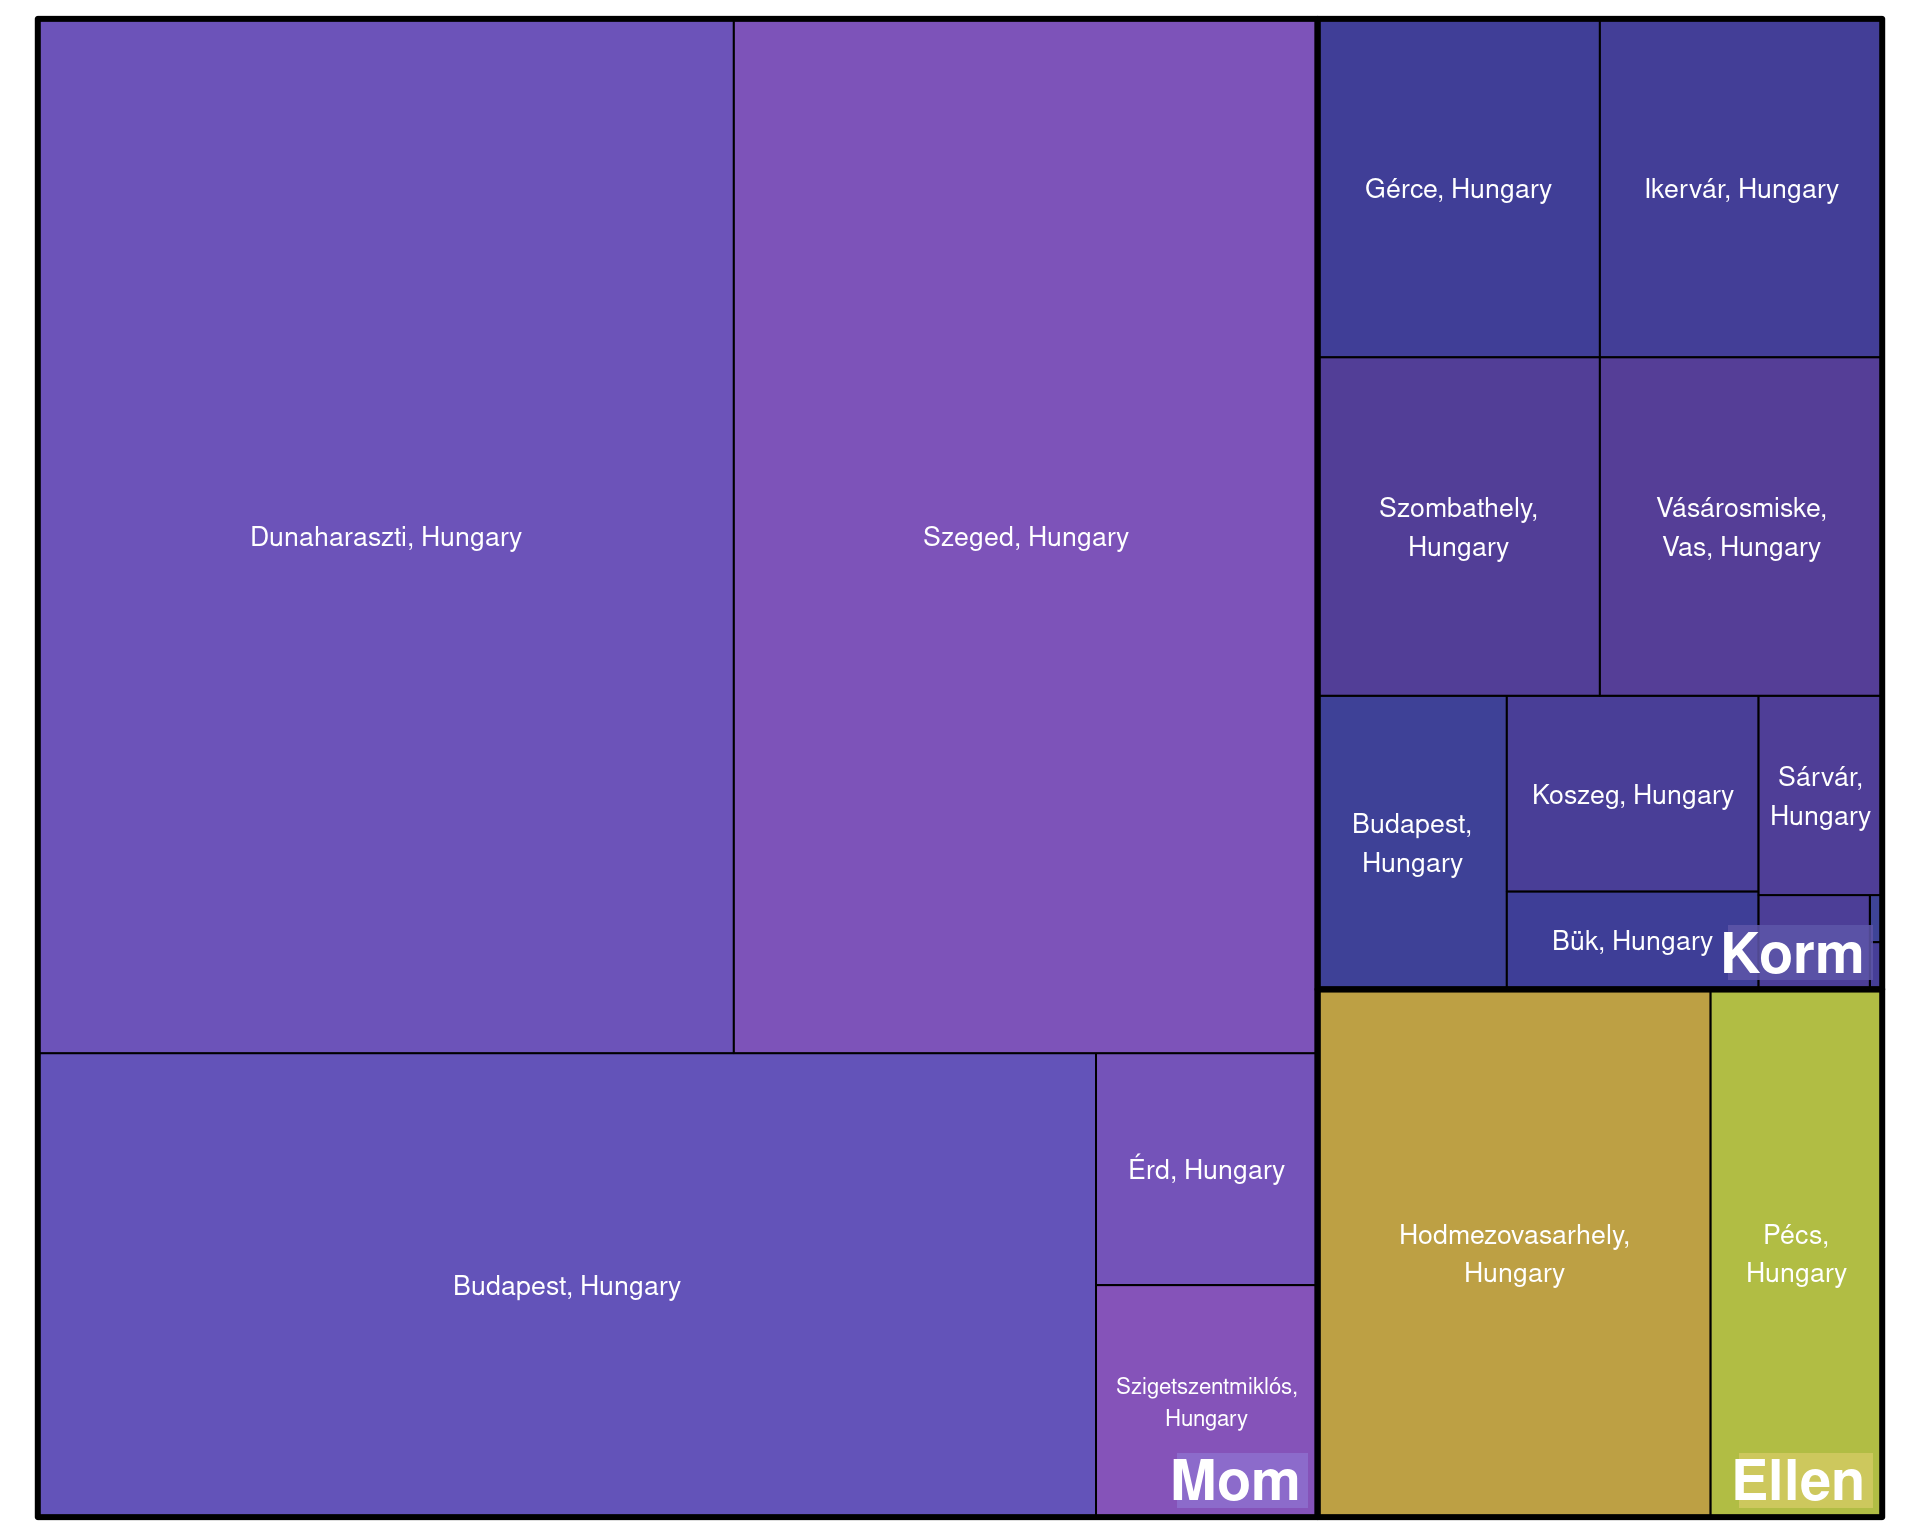 Dunaharaszti, Hungary
Szeged, Hungary
Budapest, Hungary
Érd, Hungary
Szigetszentmiklós,
Hungary
Mom
Gérce, Hungary
Ikervár, Hungary
Szombathely,
Hungary
Vásárosmiske,
Vas, Hungary
Budapest,
Hungary
Koszeg, Hungary
Sárvár,
Hungary
Bük, Hungary
Korm
Hodmezovasarhely,
Hungary
Pécs,
Hungary
Ellen